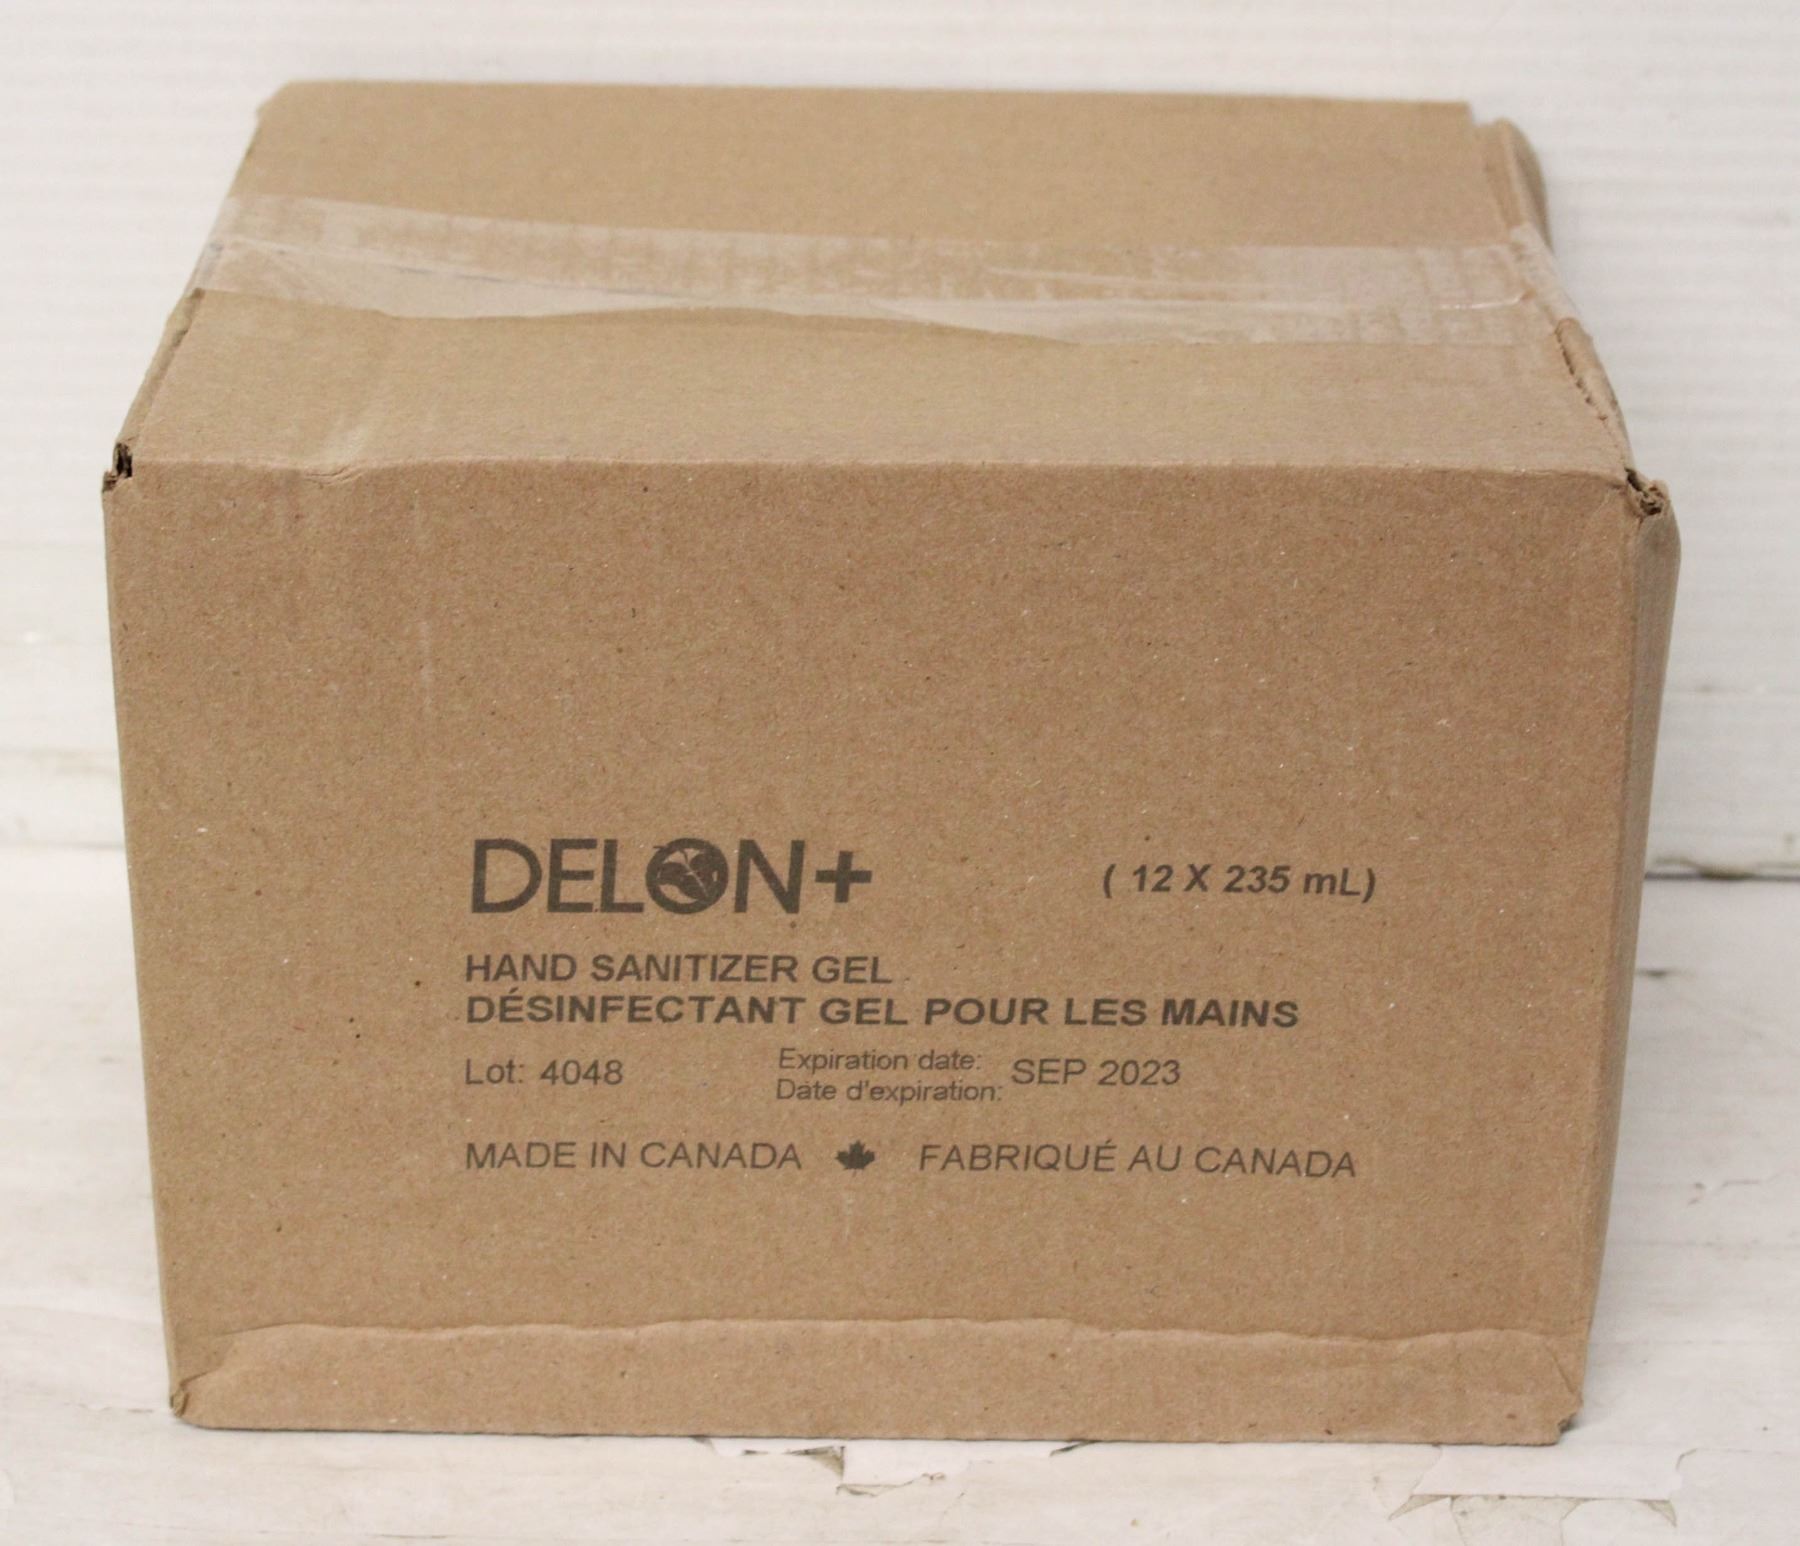 DELON+ ( 12 X 235 mL)
HAND SANITIZER GEL
DÉSINFECTANT GEL POUR LES MAINS
Lot: 4048 Expiration date: SEP 2023
Date d'expiration:
MADE IN CANADA FABRIQUÉ AU CANADA